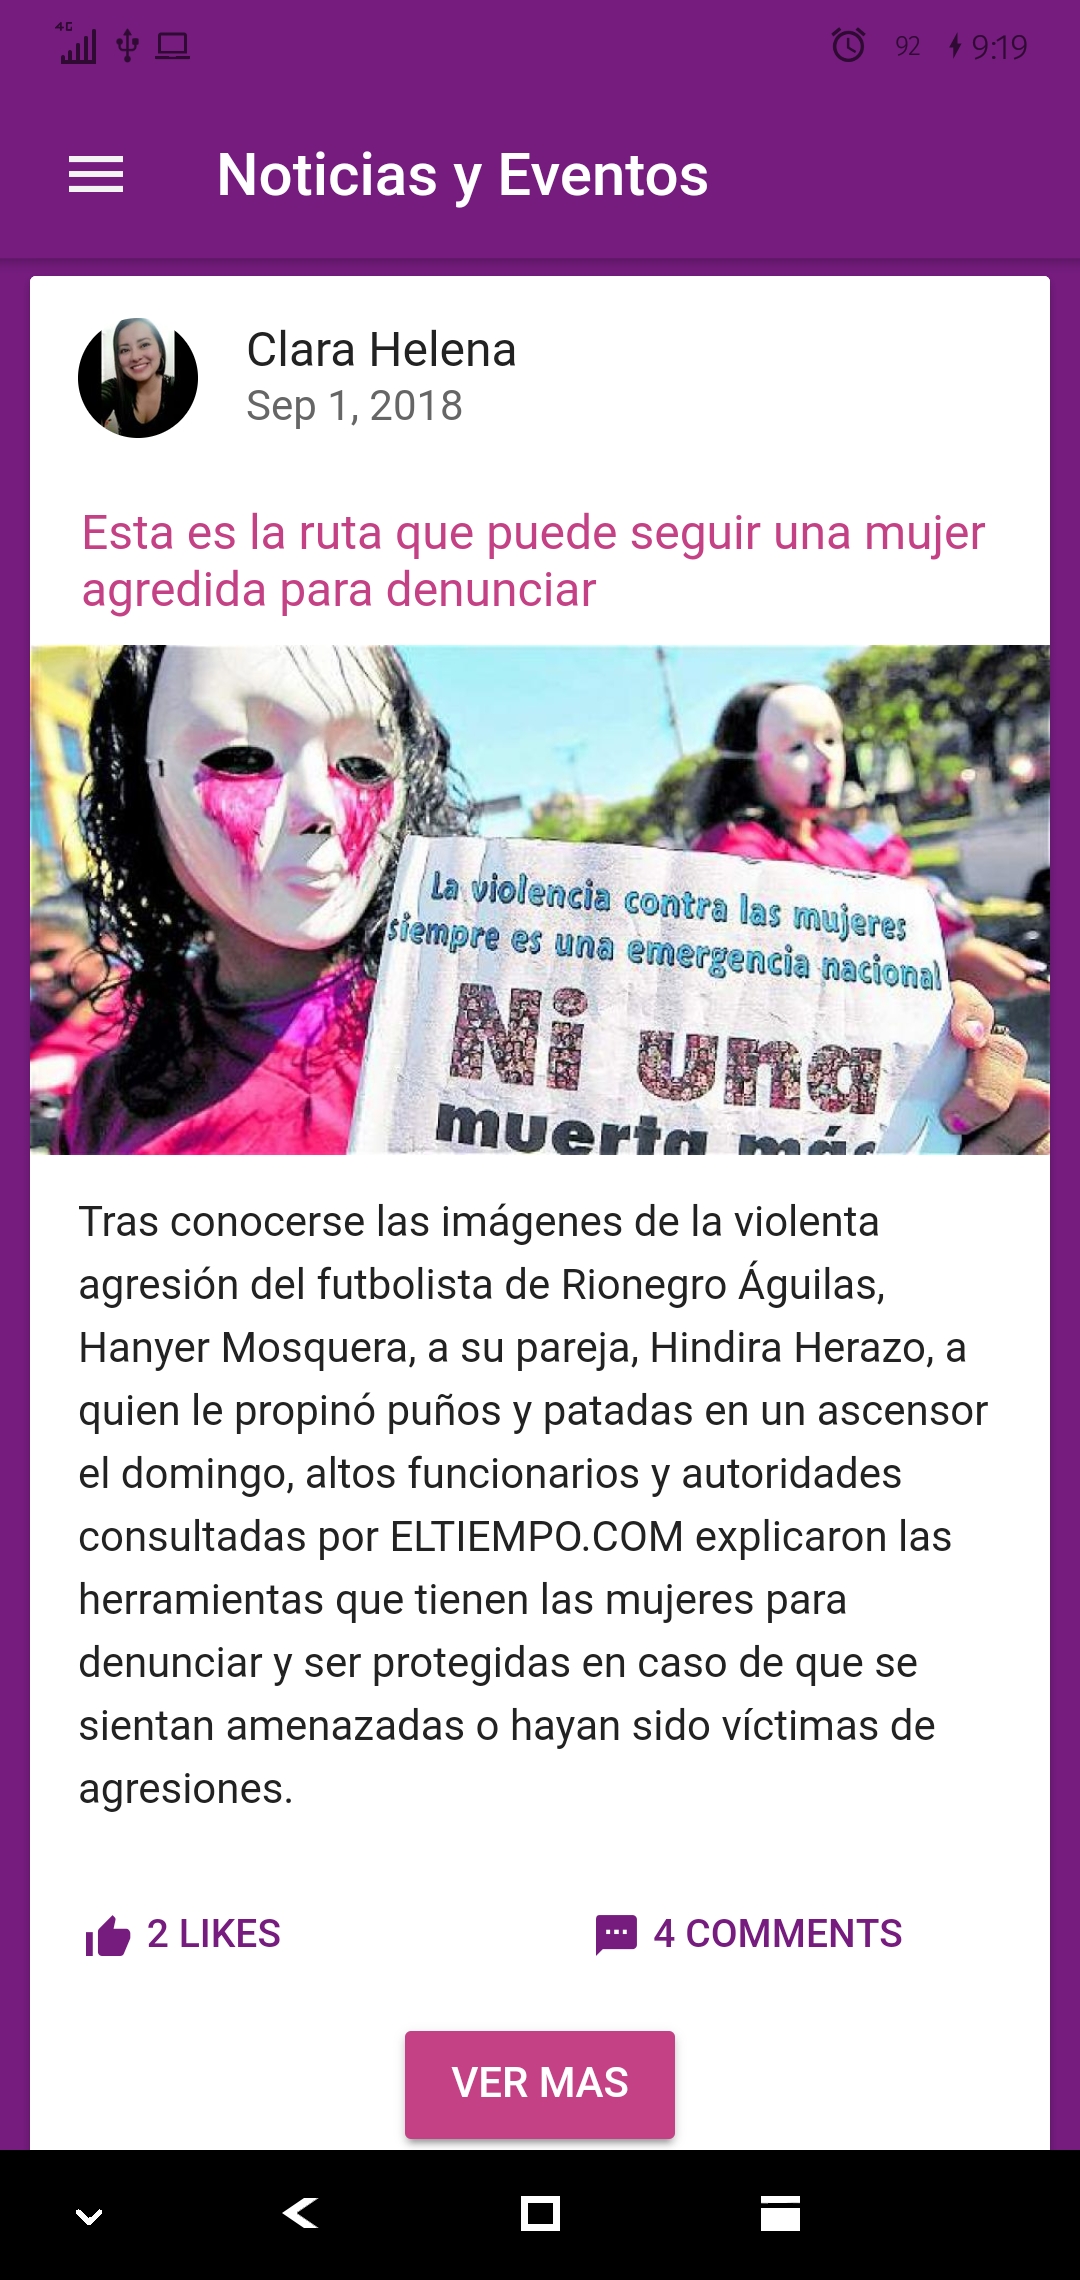 4G
92
9:19
Noticias y Eventos
Clara Helena
Sep 1, 2018
Esta es la ruta que puede seguir una mujer
agredida para denunciar
La violencia contra las mujeres
siempre es una emergencia nacional
Ni una
muerta más
Tras conocerse las imágenes de la violenta
agresión del futbolista de Rionegro Águilas,
Hanyer Mosquera, a su pareja, Hindira Herazo, a
quien le propinó puños y patadas en un ascensor
el domingo, altos funcionarios y autoridades
consultadas por ELTIEMPO.COM explicaron las
herramientas que tienen las mujeres para
denunciar y ser protegidas en caso de que se
sientan amenazadas o hayan sido víctimas de
agresiones.
2 LIKES
4 COMMENTS
VER MAS